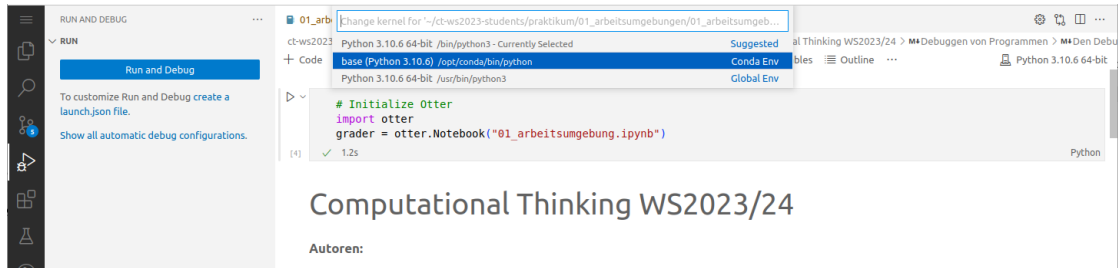 RUN AND DEBUG
RUN
Run and Debug
To customize Run and Debug create a
launch.json file.
Show all automatic debug configurations.
5
01_arb
Change kernel for '~/ct-ws2023-students/praktikum/01_arbeitsumgebungen/01_arbeitsumgeb...
Python 3.10.6 64-bit /bin/python3 - Currently Selected Suggested
base (Python 3.10.6) /opt/conda/bin/python Conda Env
Python 3.10.6 64-bit /usr/bin/python3 Global Env
ct-ws2023 al Thinking WS2023/24 > M↓ Debuggen von Programmen > M↓ Den Debu
+ Code bles Outline ... Python 3.10.6 64-bit
# Initialize Otter
import otter
grader = otter.Notebook("01_arbeitsumgebung.ipynb")
[4] ✓ 1.2s Python
Computational Thinking WS2023/24
Autoren: